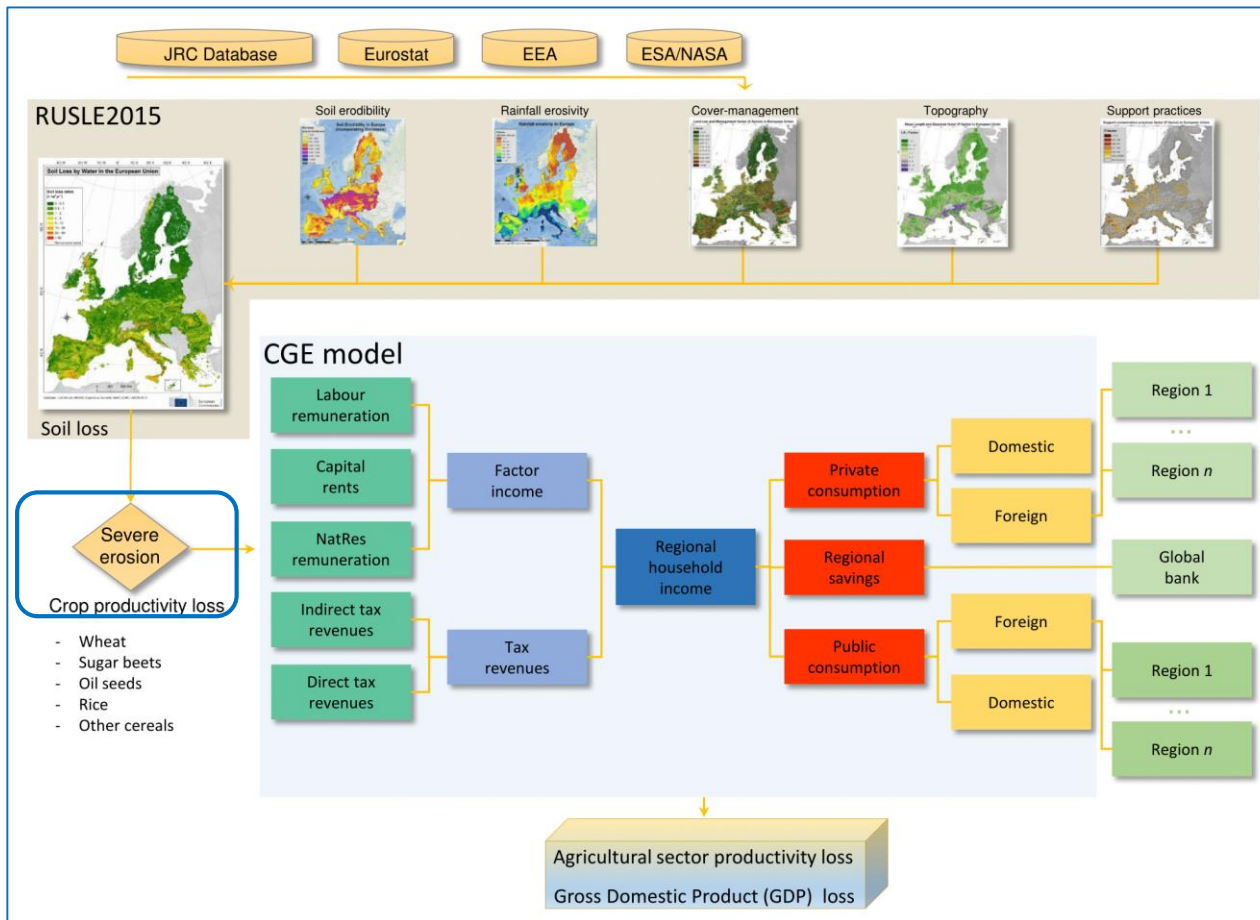 JRC Database
Eurostat
EEA
ESA/NASA
RUSLE2015
Soil erodibility
Rainfall erosivity
Cover-management
Topography
Support practices
Soil Loss by Water in the European Union
Soil loss
CGE model
Labour
remuneration
Capital
rents
NatRes
remuneration
Indirect tax
revenues
Direct tax
revenues
Factor
income
Tax
revenues
Regional
household
income
Private
consumption
Regional
savings
Public
consumption
Domestic
Foreign
Foreign
Domestic
Region 1
...
Region n
Global
bank
Region 1
...
Region n
Severe
erosion
Crop productivity loss
- Wheat
- Sugar beets
- Oil seeds
- Rice
- Other cereals
Agricultural sector productivity loss
Gross Domestic Product (GDP) loss